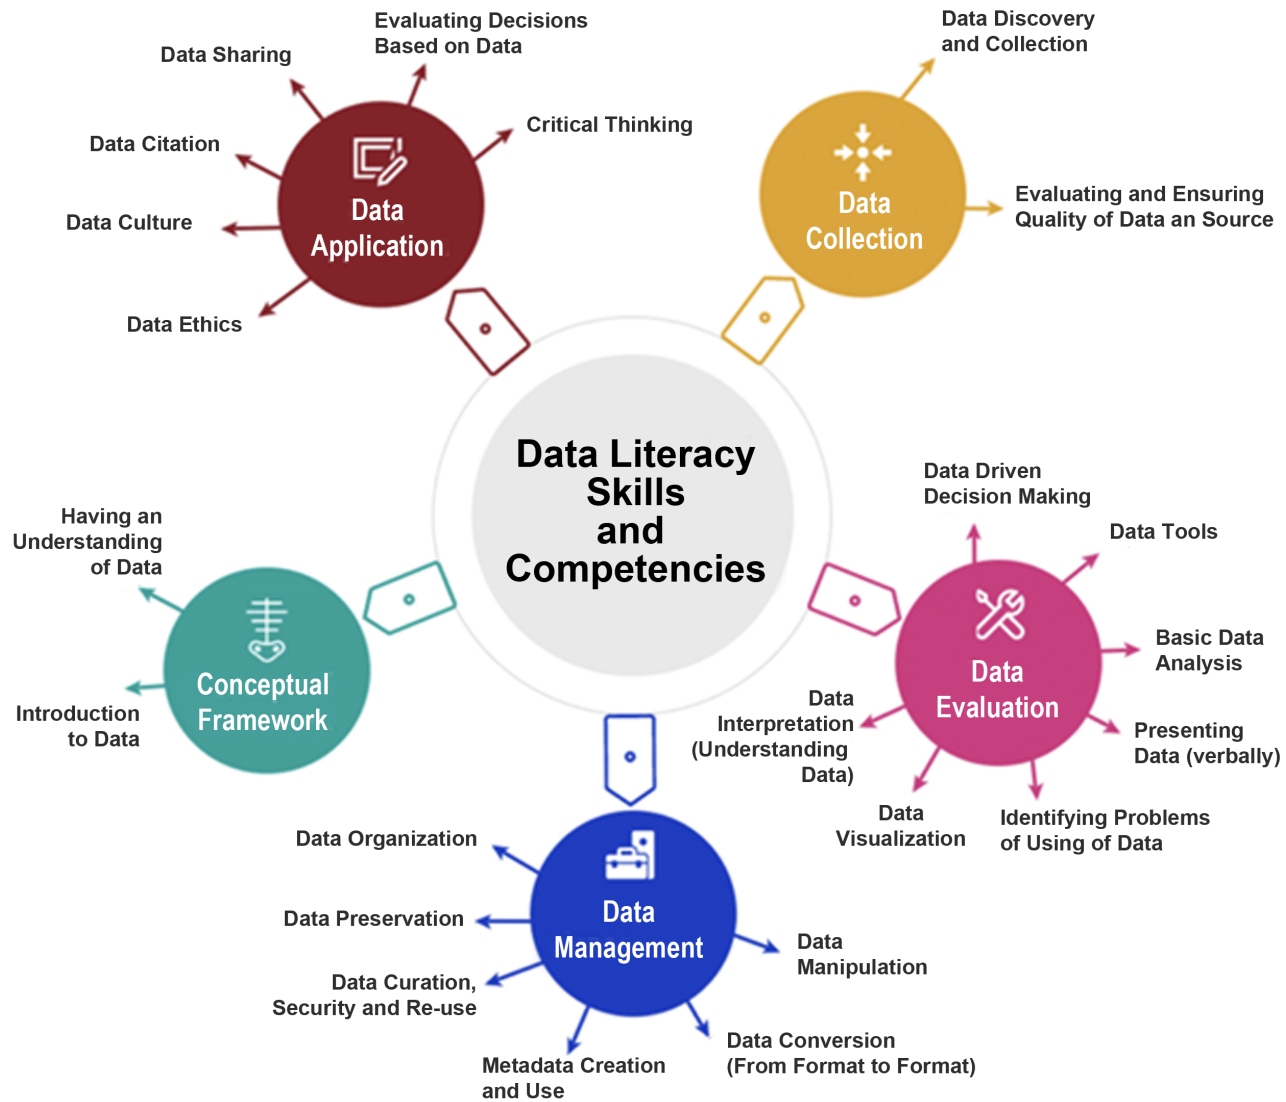 Evaluating Decisions
Based on Data
Data Sharing
Critical Thinking
Data Citation
Data Culture
Data Ethics
Data
Application
Data Discovery
and Collection
Evaluating and Ensuring
Quality of Data an Source
Data
Collection
Data Literacy
Skills
and
Competencies
Having an
Understanding
of Data
Introduction
to Data
Conceptual
Framework
Data Driven
Decision Making
Data Tools
Basic Data
Analysis
Presenting
Data (verbally)
Identifying Problems
of Using of Data
Data
Visualization
Data
Interpretation
(Understanding
Data)
Data
Evaluation
Data Organization
Data Preservation
Data Curation,
Security and Re-use
Metadata Creation
and Use
Data Conversion
(From Format to Format)
Data
Manipulation
Data
Management